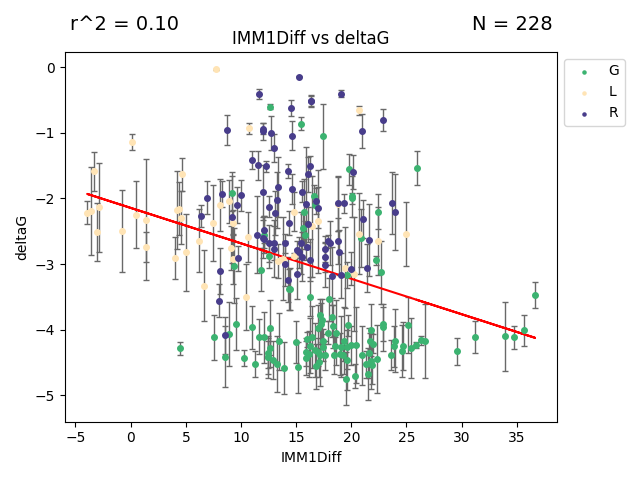 r^2 = 0.10
N = 228
IMM1Diff vs deltaG
G
L
R
deltaG
0
−1
−2
−3
−4
−5
−5
0
5
10
15
20
25
30
35
IMM1Diff